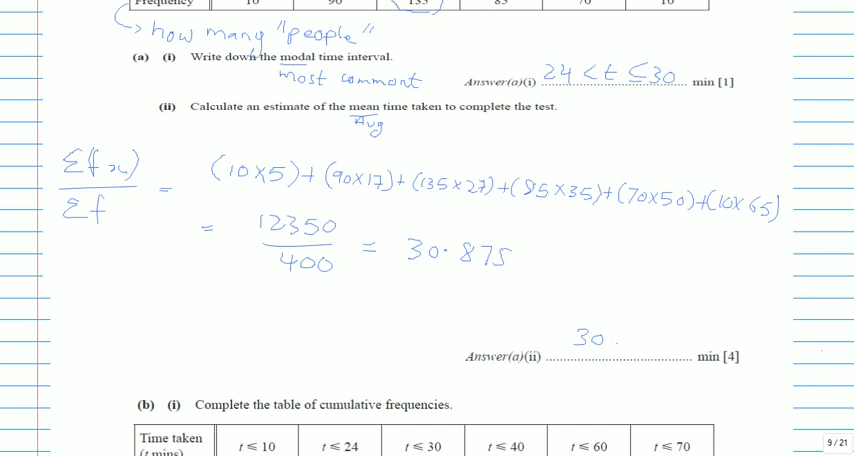 Frequency 10 90 135 85 70 10
how many "people"
(a) (i) Write down the modal time interval.
most commont
Answer(a)(i) 24 < t ≤ 30 min [1]
(ii) Calculate an estimate of the mean time taken to complete the test.
Avg
Σ(fx) / Σf = (10×5)+(90×17)+(135×27)+(85×35)+(70×50)+(10×65)
= 12350 / 400 = 30.875
30.
Answer(a)(ii) ........................................ min [4]
(b) (i) Complete the table of cumulative frequencies.
Time taken
(t mins) t ⩽ 10 t ⩽ 24 t ⩽ 30 t ⩽ 40 t ⩽ 60 t ⩽ 70
9 / 21